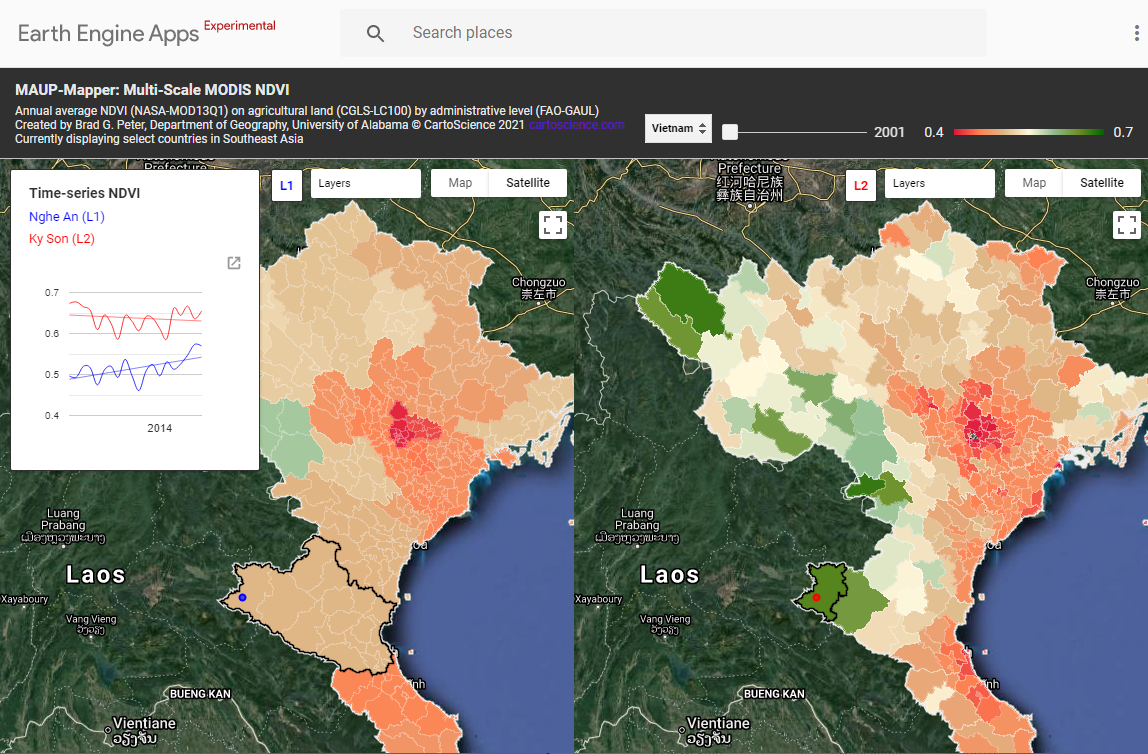 Earth Engine Apps Experimental
Search places
MAUP-Mapper: Multi-Scale MODIS NDVI
Annual average NDVI (NASA-MOD13Q1) on agricultural land (CGLS-LC100) by administrative level (FAO-GAUL)
Created by Brad G. Peter, Department of Geography, University of Alabama © CartoScience 2021 cartoscience.com
Currently displaying select countries in Southeast Asia
Vietnam
2001
0.4
0.7
Time-series NDVI
Nghe An (L1)
Ky Son (L2)
0.7
0.6
0.5
0.4
2014
L1
Layers
Map
Satellite
Prefecture
Chongzuo
崇左市
Luang
Prabang
ເມືອງຫຼວງພະບາງ
Laos
Xayaboury
Vang Vieng
ວັງວຽງ
BUENG KAN
Vientiane
ວຽງຈັນ
oa
nh
L2
Layers
Map
Satellite
Prefecture
红河哈尼族
彝族自治州
Chongzuo
崇左市
Luang
Prabang
ເມືອງຫຼວງພະບາງ
Laos
Xayaboury
Vang Vieng
ວັງວຽງ
BUENG KAN
Vientiane
ວຽງຈັນ
oa
nh